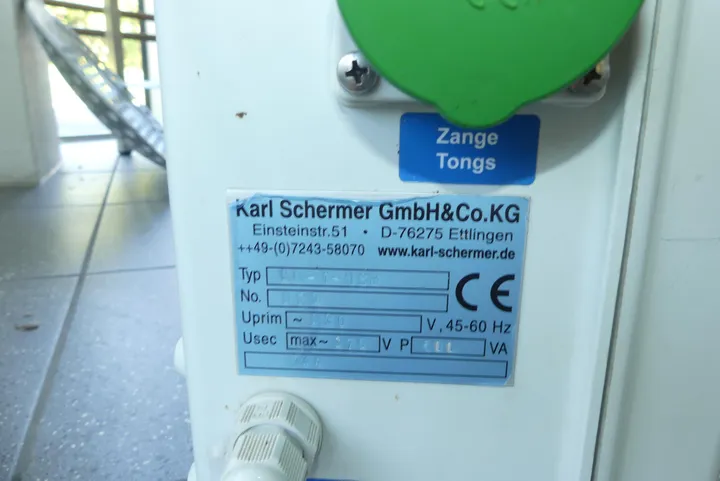 Zange
Tongs
Karl Schermer GmbH&Co.KG
Einsteinstr.51 • D-76275 Ettlingen
++49-(0)7243-58070 www.karl-schermer.de
Typ
No.
Uprim ~ V, 45-60 Hz
Usec max~ V P VA
CE